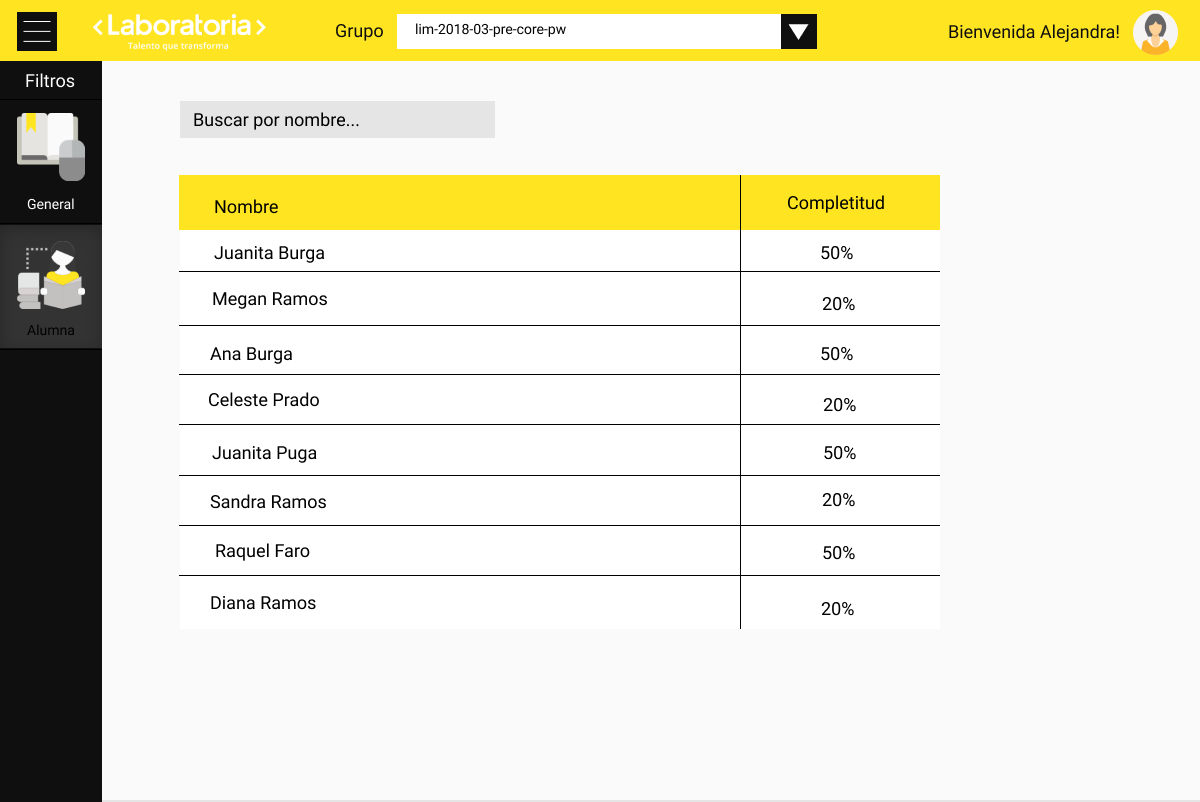 <Laboratoria>
Talento que transforma
Grupo
lim-2018-03-pre-core-pw
Bienvenida Alejandra!
Filtros
General
Alumna
Buscar por nombre...
Nombre Completitud
Juanita Burga 50%
Megan Ramos 20%
Ana Burga 50%
Celeste Prado 20%
Juanita Puga 50%
Sandra Ramos 20%
Raquel Faro 50%
Diana Ramos 20%